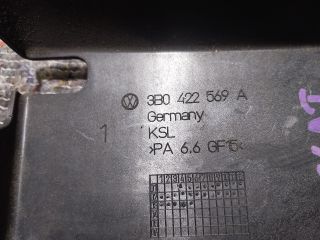 3B0 422 569 A
Germany
1 KSL
>PA 6.6 GF15<